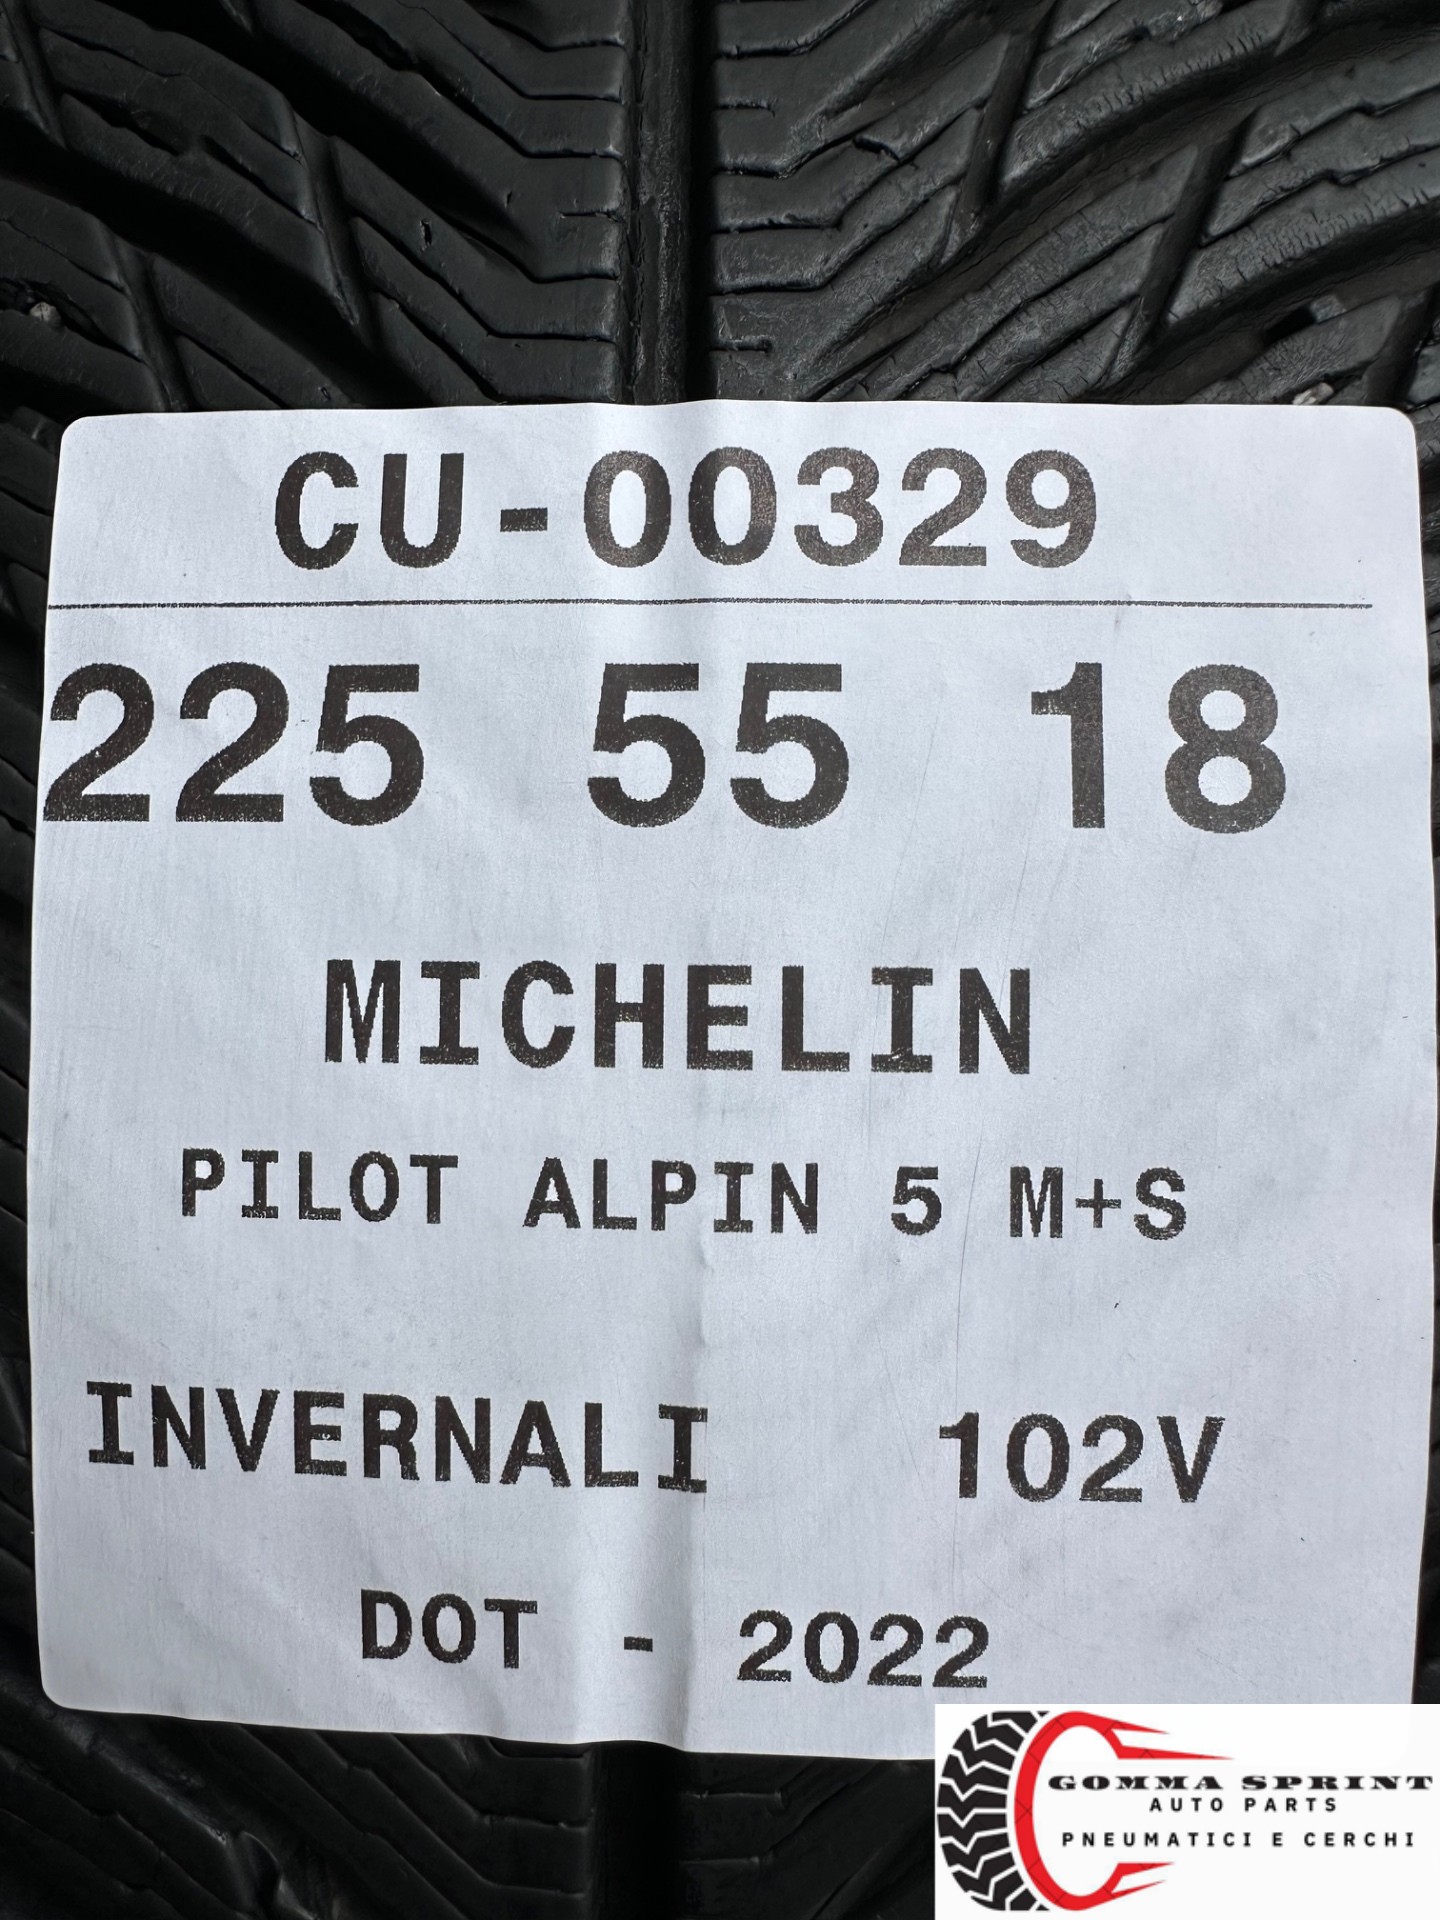 CU-00329
225 55 18
MICHELIN
PILOT ALPIN 5 M+S
INVERNALI 102V
DOT - 2022
GOMMA SPRINT
AUTO PARTS
PNEUMATICI E CERCHI